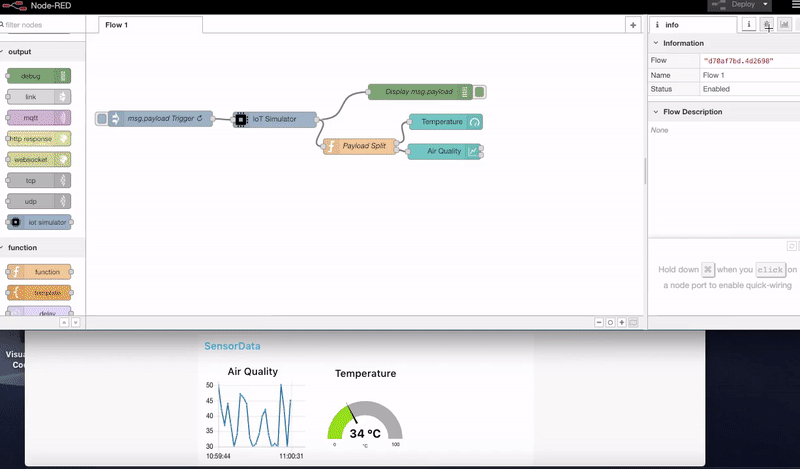 Node-RED
Deploy
filter nodes
Flow 1
info
output
debug
link
mqtt
http response
websocket
tcp
udp
iot simulator
function
function
template
delay
msg.payload Trigger ↻
IoT Simulator
Display msg.payload
Payload Split
Temperature
Air Quality
Information
Flow "d70af7bd.4d2698"
Name Flow 1
Status Enabled
Flow Description
None
Hold down ⌘ when you click on
a node port to enable quick-wiring
Visua
Co
SensorData
Air Quality
50
45
40
35
30
10:59:44 11:00:31
Temperature
34 ºC
0 ºC 100